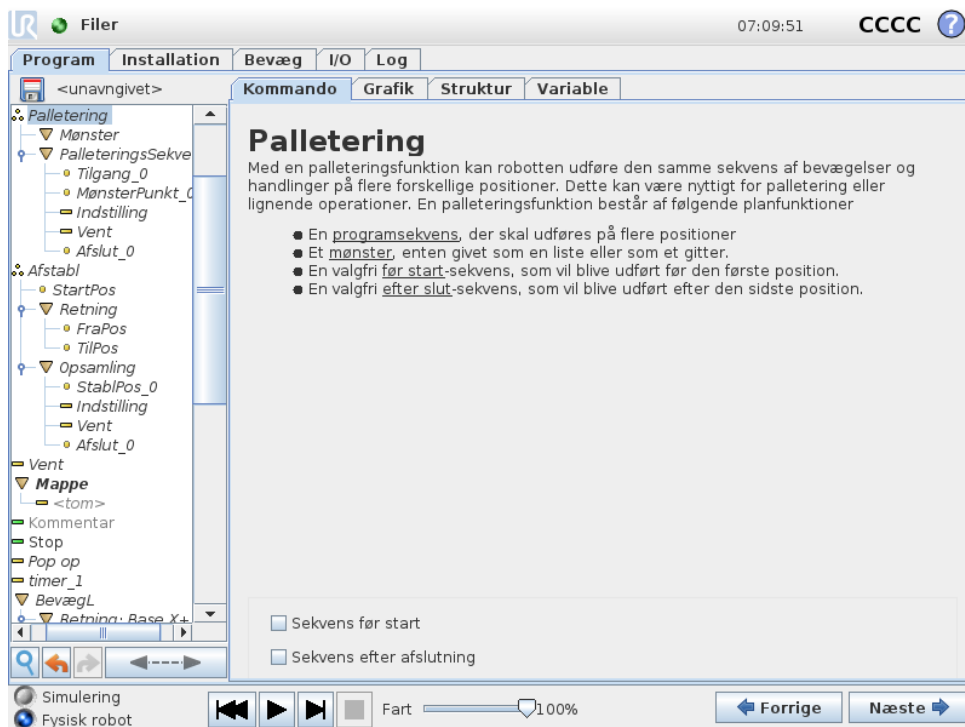 UR Filer 07:09:51 CCCC ?
Program Installation Bevæg I/O Log
<unavngivet>
Kommando Grafik Struktur Variable
Palletering
Mønster
PalleteringsSekve
Tilgang_0
MønsterPunkt_0
Indstilling
Vent
Afslut_0
Afstabl
StartPos
Retning
FraPos
TilPos
Opsamling
StablPos_0
Indstilling
Vent
Afslut_0
Vent
Mappe
<tom>
Kommentar
Stop
Pop op
timer_1
BevægL
Retning: Base X+
Palletering
Med en palleteringsfunktion kan robotten udføre den samme sekvens af bevægelser og
handlinger på flere forskellige positioner. Dette kan være nyttigt for palletering eller
lignende operationer. En palleteringsfunktion består af følgende planfunktioner
En programsekvens, der skal udføres på flere positioner
Et mønster, enten givet som en liste eller som et gitter.
En valgfri før start-sekvens, som vil blive udført før den første position.
En valgfri efter slut-sekvens, som vil blive udført efter den sidste position.
Sekvens før start
Sekvens efter afslutning
Simulering
Fysisk robot
Fart 100%
Forrige Næste